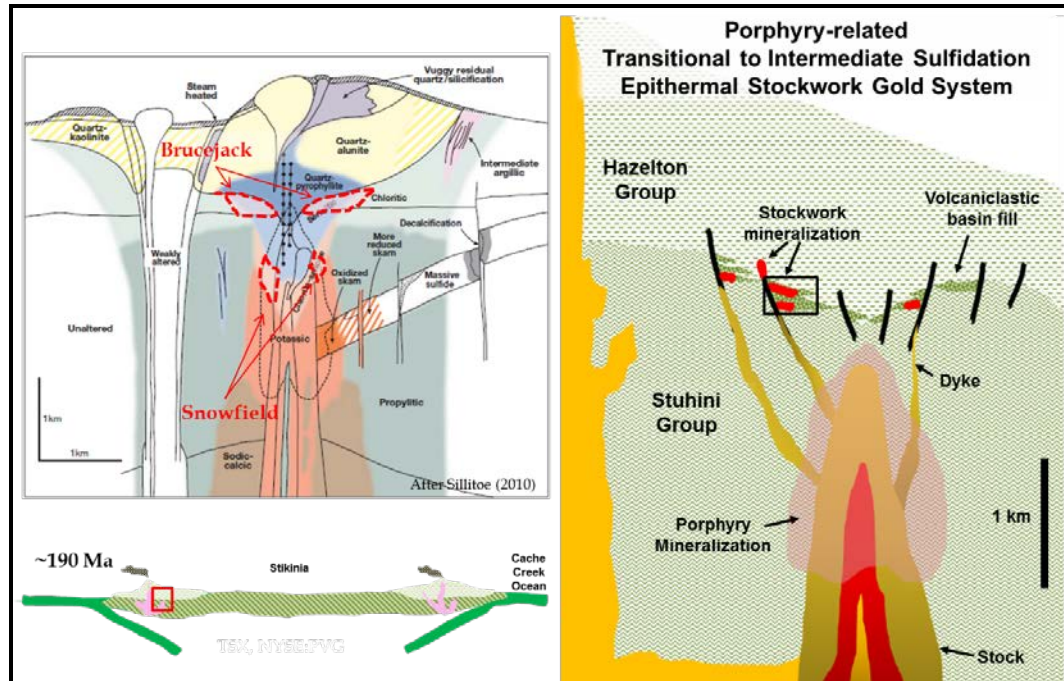 Vuggy residual
quartz/silicification
Steam
heated
Quartz-
kaolinite
Quartz-
alunite
Brucejack
Intermediate
argillic
Quartz-
pyrophyllite
Chloritic
Decalcification
More
reduced
skarn
Weakly
altered
Oxidized
skarn
Massive
sulfide
Unaltered
Potassic
Snowfield
Propylitic
1km
1km
Sodic-
calcic
After Sillitoe (2010)
~190 Ma
Stikinia
Cache
Creek
Ocean
TSX, NYSE:PVG
Porphyry-related
Transitional to Intermediate Sulfidation
Epithermal Stockwork Gold System
Hazelton
Group
Stockwork
mineralization
Volcaniclastic
basin fill
Dyke
Stuhini
Group
Porphyry
Mineralization
1 km
Stock